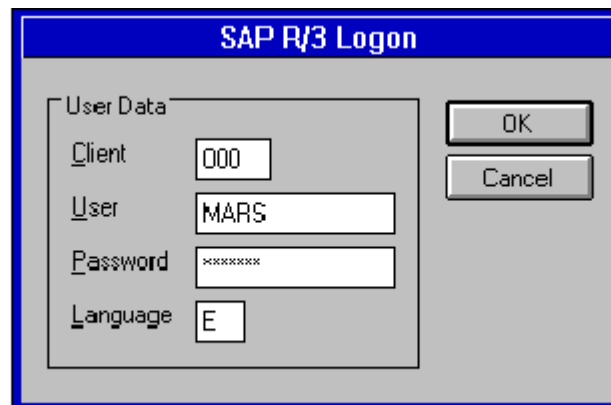 SAP R/3 Logon
User Data
Client 000
User MARS
Password *******
Language E
OK
Cancel